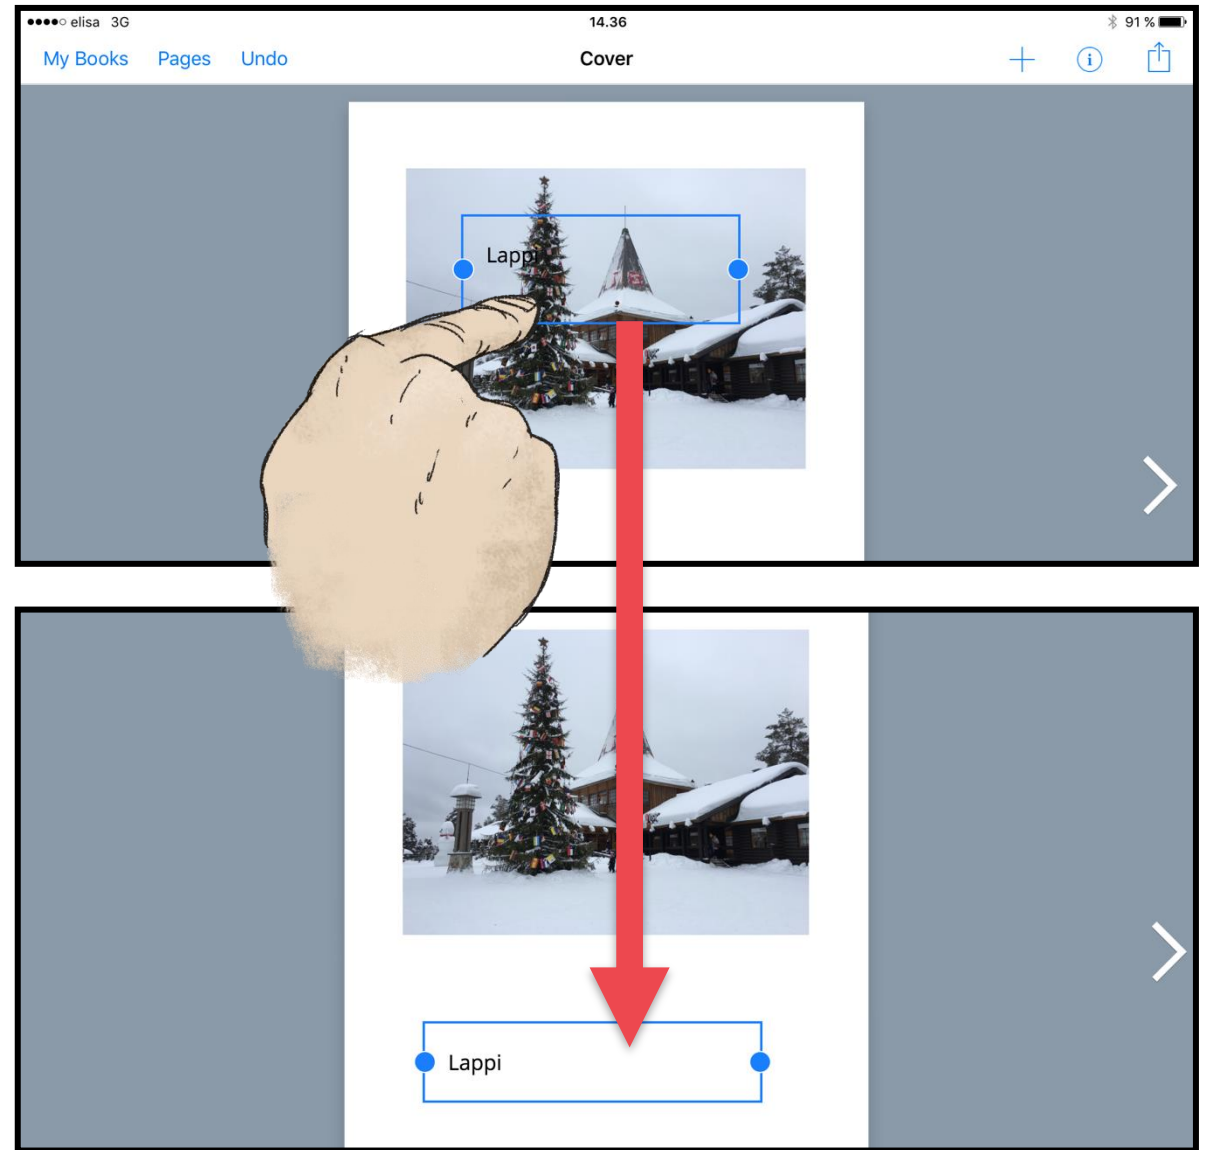 ●●●●○ elisa 3G 14.36 91 %
My Books Pages Undo Cover
Lappi
Lappi